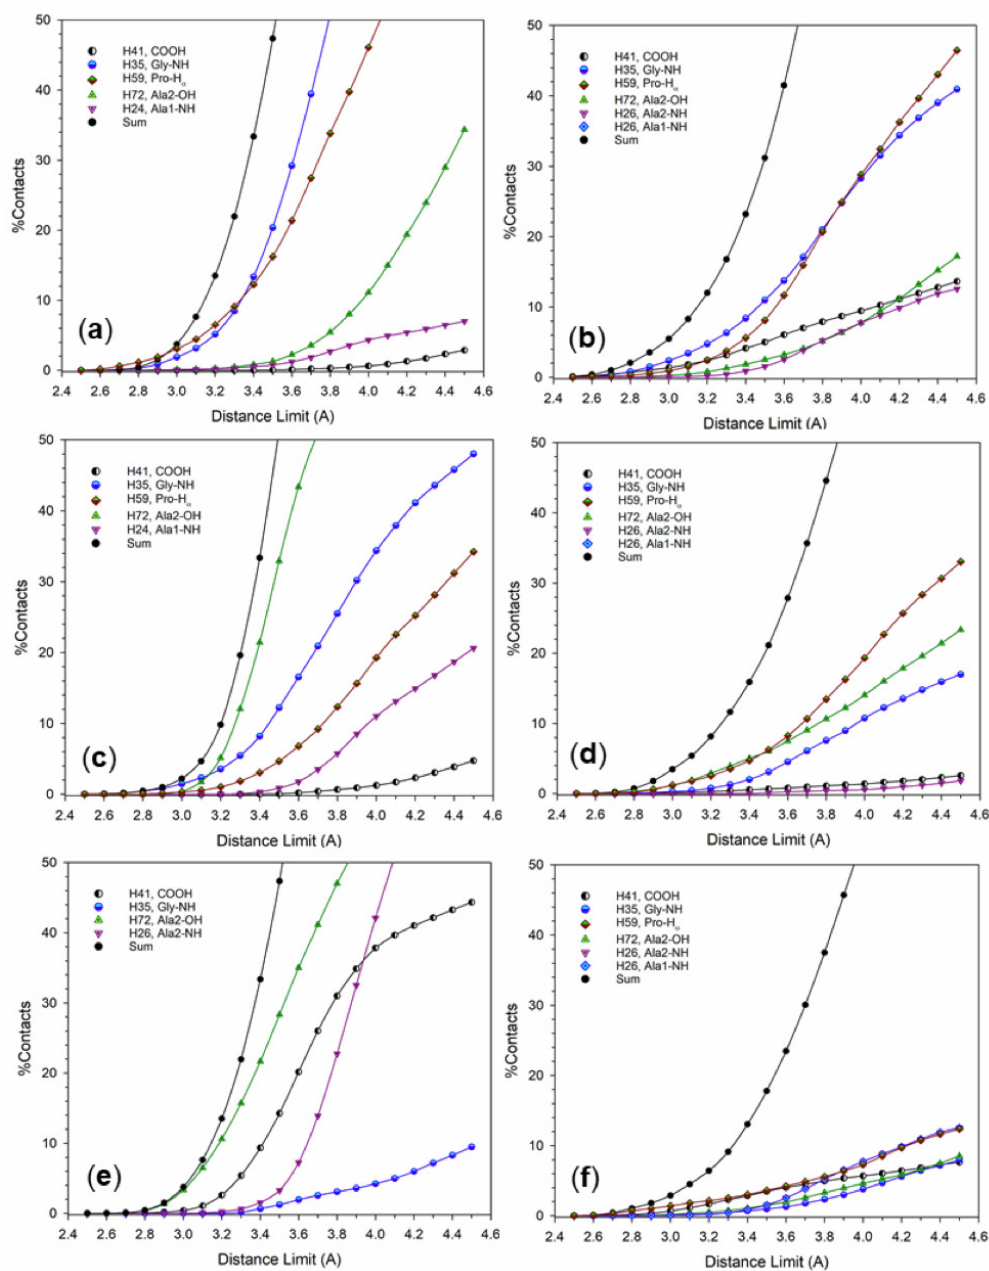 50
40
30
20
10
0
%Contacts
H41, COOH
H35, Gly-NH
H59, Pro-Hα
H72, Ala2-OH
H24, Ala1-NH
Sum
(a)
2.4 2.6 2.8 3.0 3.2 3.4 3.6 3.8 4.0 4.2 4.4 4.6
Distance Limit (A)
50
40
30
20
10
0
%Contacts
H41, COOH
H35, Gly-NH
H59, Pro-Hα
H72, Ala2-OH
H26, Ala2-NH
H26, Ala1-NH
Sum
(b)
2.4 2.6 2.8 3.0 3.2 3.4 3.6 3.8 4.0 4.2 4.4 4.6
Distance Limit (A)
50
40
30
20
10
0
%Contacts
H41, COOH
H35, Gly-NH
H59, Pro-Hα
H72, Ala2-OH
H24, Ala1-NH
Sum
(c)
2.4 2.6 2.8 3.0 3.2 3.4 3.6 3.8 4.0 4.2 4.4 4.6
Distance Limit (A)
50
40
30
20
10
0
%Contacts
H41, COOH
H35, Gly-NH
H59, Pro-Hα
H72, Ala2-OH
H26, Ala2-NH
H26, Ala1-NH
Sum
(d)
2.4 2.6 2.8 3.0 3.2 3.4 3.6 3.8 4.0 4.2 4.4 4.6
Distance Limit (A)
50
40
30
20
10
0
%Contacts
H41, COOH
H35, Gly-NH
H72, Ala2-OH
H26, Ala2-NH
Sum
(e)
2.4 2.6 2.8 3.0 3.2 3.4 3.6 3.8 4.0 4.2 4.4 4.6
Distance Limit (A)
50
40
30
20
10
0
%Contacts
H41, COOH
H35, Gly-NH
H59, Pro-Hα
H72, Ala2-OH
H26, Ala2-NH
H26, Ala1-NH
Sum
(f)
2.4 2.6 2.8 3.0 3.2 3.4 3.6 3.8 4.0 4.2 4.4 4.6
Distance Limit (A)